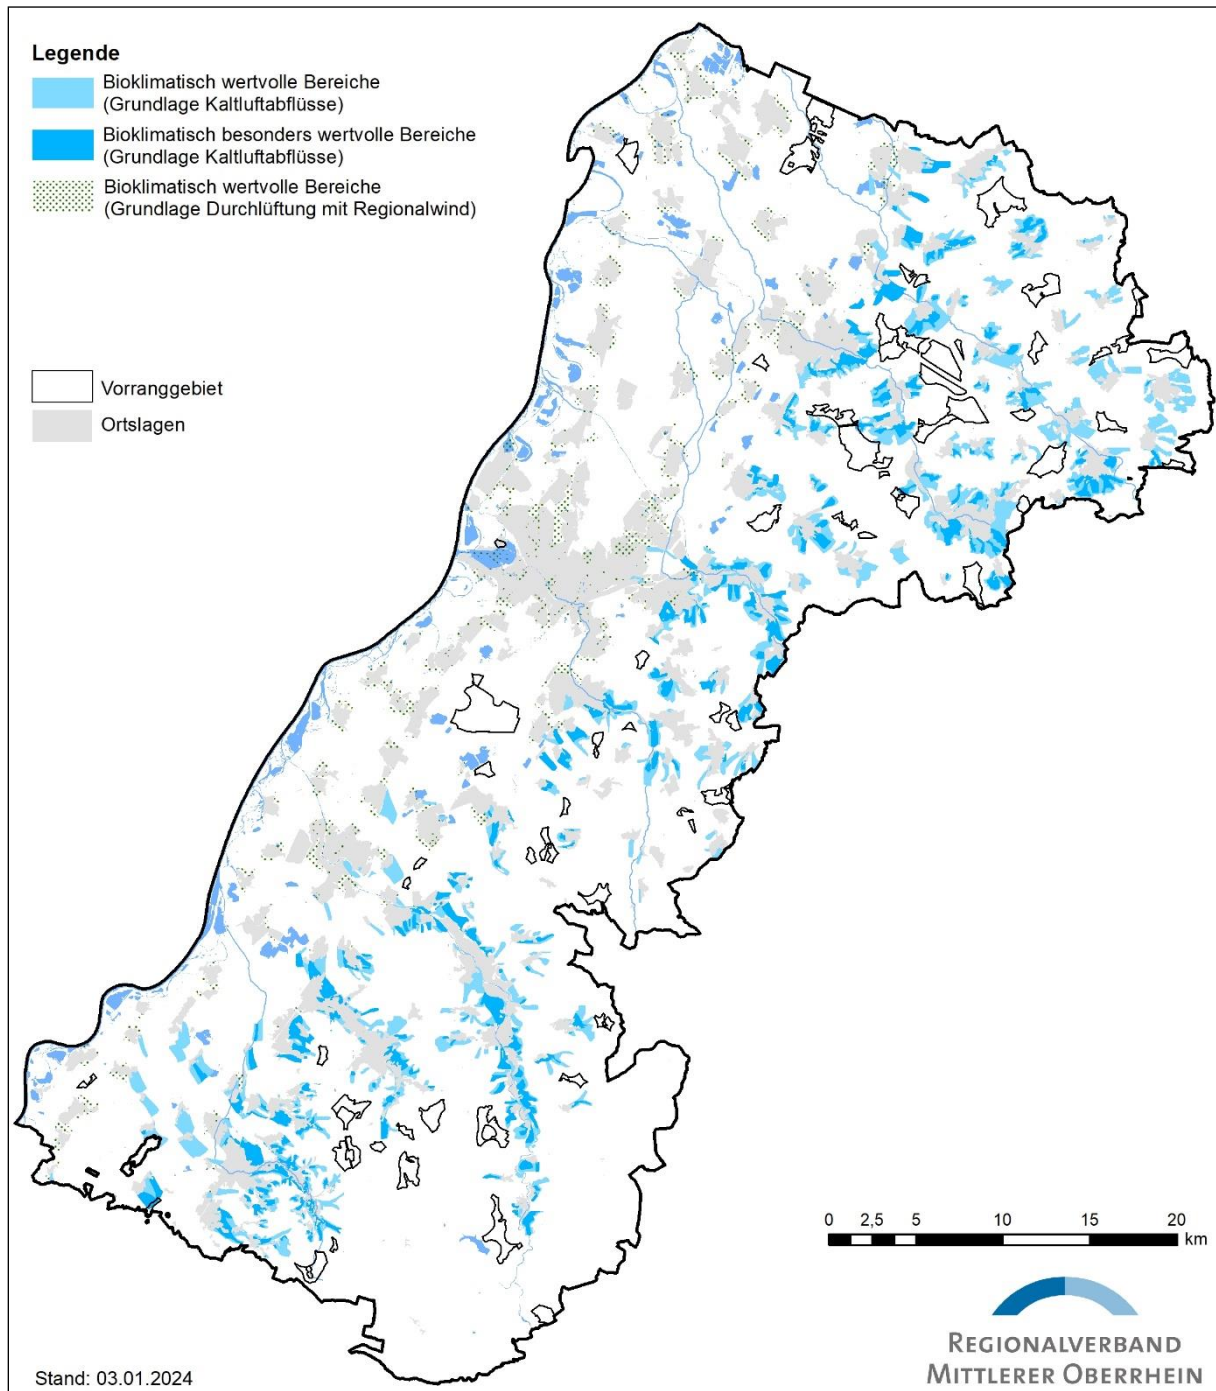 Legende
Bioklimatisch wertvolle Bereiche
(Grundlage Kaltluftabflüsse)
Bioklimatisch besonders wertvolle Bereiche
(Grundlage Kaltluftabflüsse)
Bioklimatisch wertvolle Bereiche
(Grundlage Durchlüftung mit Regionalwind)
Vorranggebiet
Ortslagen
0 2,5 5 10 15 20
km
REGIONALVERBAND
MITTLERER OBERRHEIN
Stand: 03.01.2024